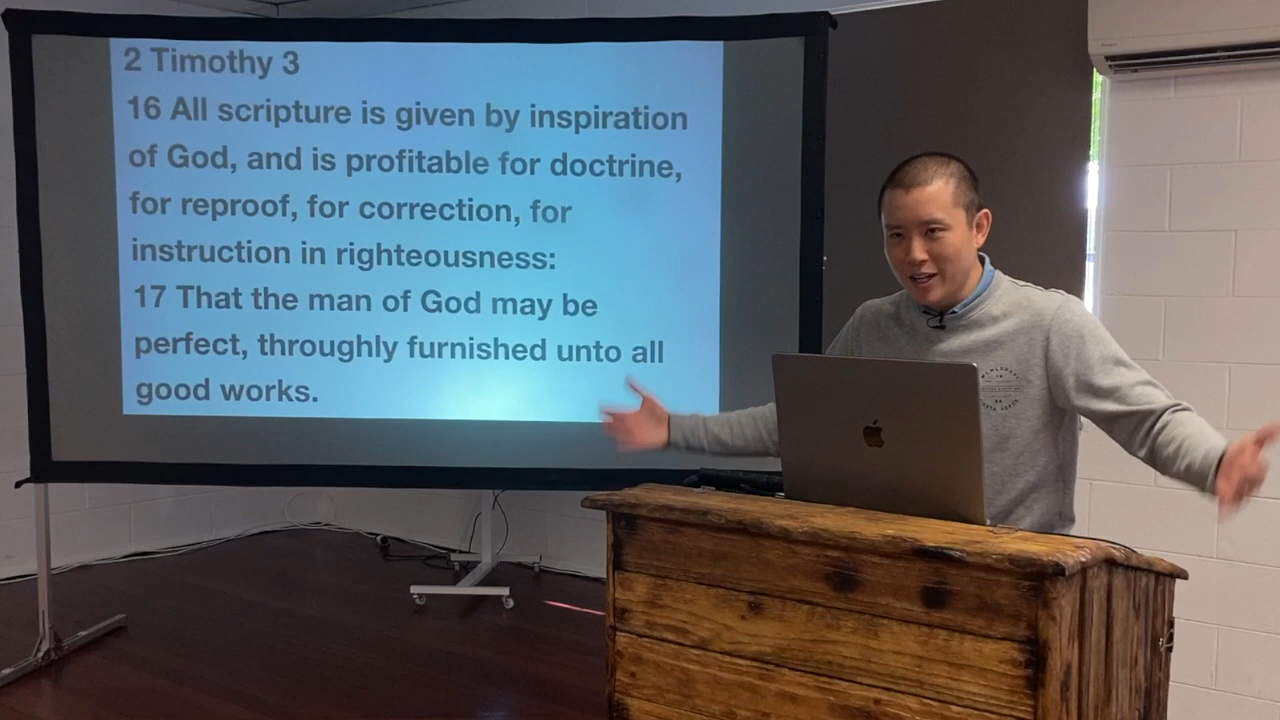 2 Timothy 3
16 All scripture is given by inspiration
of God, and is profitable for doctrine,
for reproof, for correction, for
instruction in righteousness:
17 That the man of God may be
perfect, throughly furnished unto all
good works.